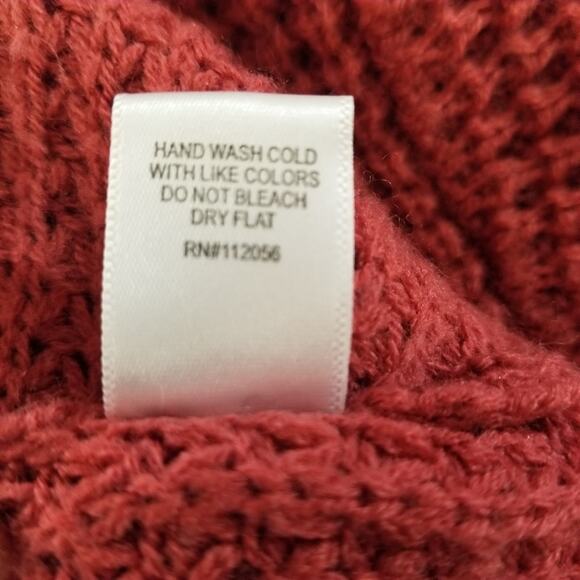 HAND WASH COLD
WITH LIKE COLORS
DO NOT BLEACH
DRY FLAT
RN#112056